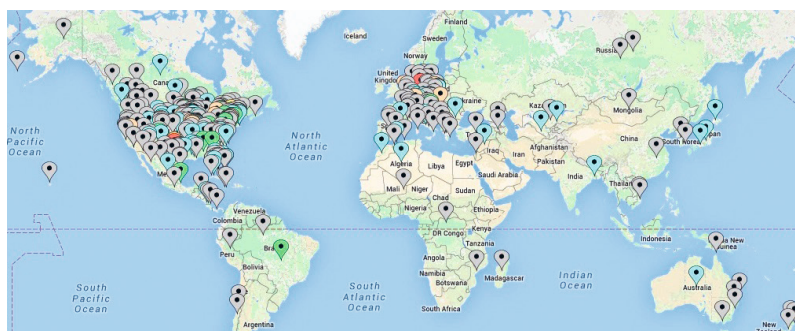 Finland
Iceland
Sweden
Norway
Russia
United
Kingdom
Ukraine
Mongolia
North
Pacific
Ocean
North
Atlantic
Ocean
China
South Korea
Afghanistan
Iraq
Iran
Pakistan
Algeria
Libya
Egypt
Saudi Arabia
India
Thailand
Mali
Niger
Sudan
Chad
Nigeria
Ethiopia
Venezuela
Colombia
Kenya
DR Congo
Indonesia
Tanzania
Peru
Bolivia
Angola
Namibia
Botswana
Madagascar
South
Pacific
Ocean
South
Atlantic
Ocean
Indian
Ocean
Australia
South Africa
Argentina
New